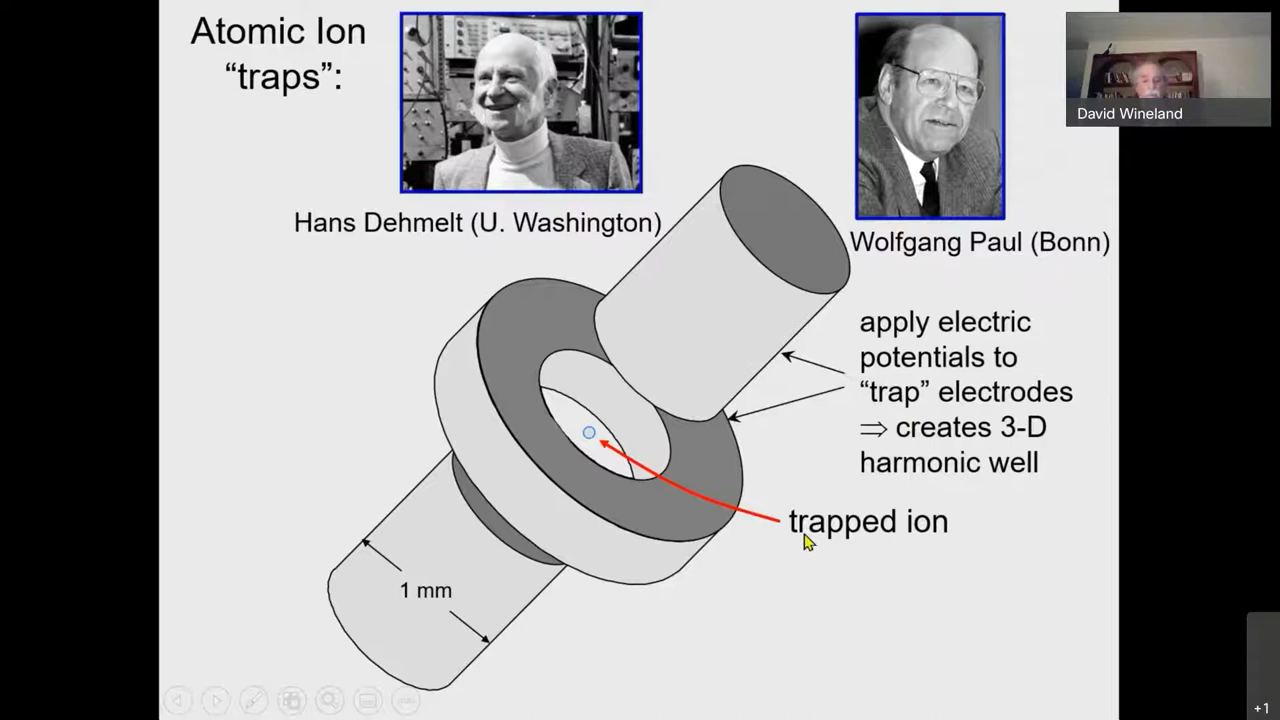 Atomic Ion
“traps”:
David Wineland
Hans Dehmelt (U. Washington)
Wolfgang Paul (Bonn)
apply electric
potentials to
“trap” electrodes
⇒ creates 3-D
harmonic well
trapped ion
1 mm
+1